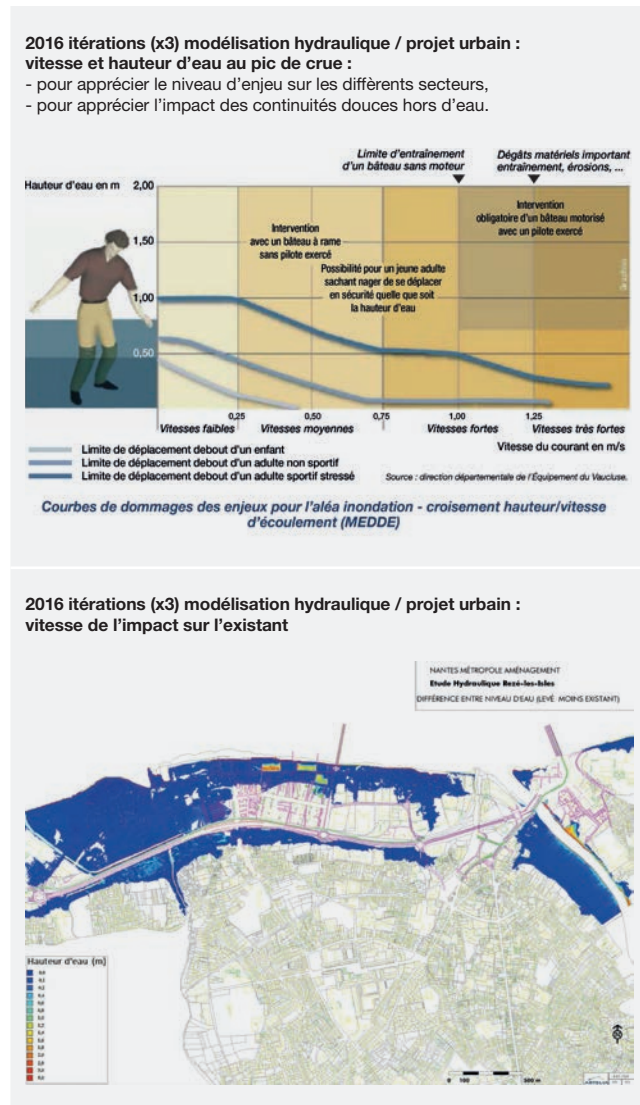 2016 itérations (x3) modélisation hydraulique / projet urbain :
vitesse et hauteur d'eau au pic de crue :
- pour apprécier le niveau d'enjeu sur les diffèrents secteurs,
- pour apprécier l'impact des continuités douces hors d'eau.
Limite d'entraînement
d'un bâteau sans moteur
Dégâts matériels important
entraînement, érosions, ...
Hauteur d'eau en m
2,00
1,50
1,00
0,50
Intervention
avec un bâteau à rame
sans pilote exercé
Possibilité pour un jeune adulte
sachant nager de se déplacer
en sécurité quelle que soit
la hauteur d'eau
Intervention
obligatoire d'un bâteau motorisé
avec un pilote exercé
Graphies
0,25 0,50 0,75 1,00 1,25
Vitesses faibles Vitesses moyennes Vitesses fortes Vitesses très fortes
Vitesse du courant en m/s
Limite de déplacement debout d'un enfant
Limite de déplacement debout d'un adulte non sportif
Limite de déplacement debout d'un adulte sportif stressé
Source : direction départementale de l'Équipement du Vaucluse.
Courbes de dommages des enjeux pour l'aléa inondation - croisement hauteur/vitesse
d'écoulement (MEDDE)
2016 itérations (x3) modélisation hydraulique / projet urbain :
vitesse de l'impact sur l'existant
NANTES MÉTROPOLE AMÉNAGEMENT
Etude Hydraulique Rezé-les-Isles
DIFFÉRENCE ENTRE NIVEAU D'EAU (LEVÉ MOINS EXISTANT)
Hauteur d'eau (m)
0 100 500 m